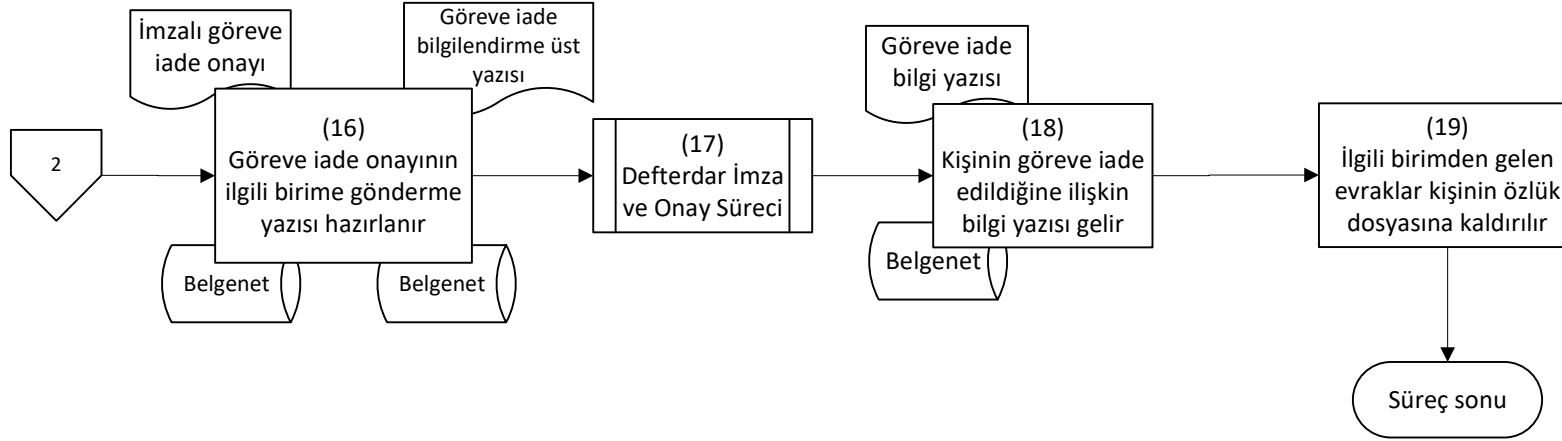 2
İmzalı göreve
iade onayı
Göreve iade
bilgilendirme üst
yazısı
(16)
Göreve iade onayının
ilgili birime gönderme
yazısı hazırlanır
Belgenet
Belgenet
(17)
Defterdar İmza
ve Onay Süreci
Göreve iade
bilgi yazısı
(18)
Kişinin göreve iade
edildiğine ilişkin
bilgi yazısı gelir
Belgenet
(19)
İlgili birimden gelen
evraklar kişinin özlük
dosyasına kaldırılır
Süreç sonu